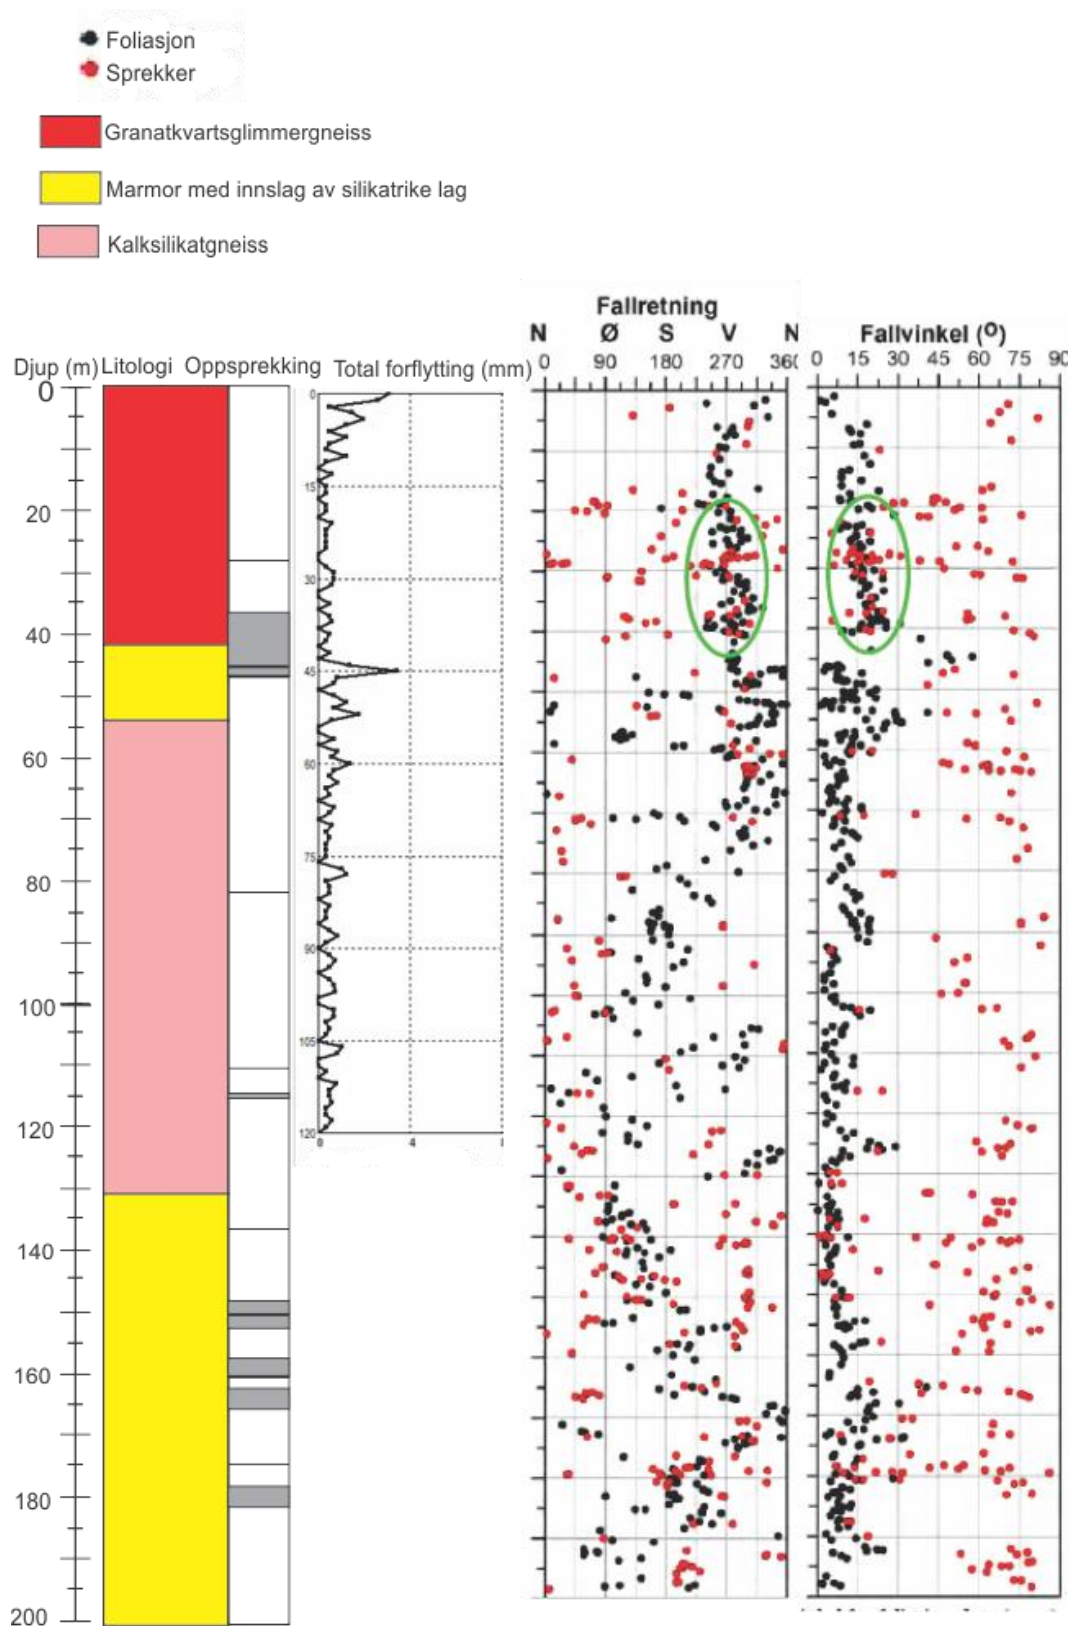 Foliasjon
Sprekker
Granatkvartsglimmergneiss
Marmor med innslag av silikatrike lag
Kalksilikatgneiss
Fallretning
N Ø S V N
Fallvinkel (O)
Djup (m) Litologi Oppsprekking Total forflytting (mm)
0 90 180 270 360
0 15 30 45 60 75 90
0
20
40
60
80
100
120
140
160
180
200
0
15
30
45
60
75
90
105
120
0 4